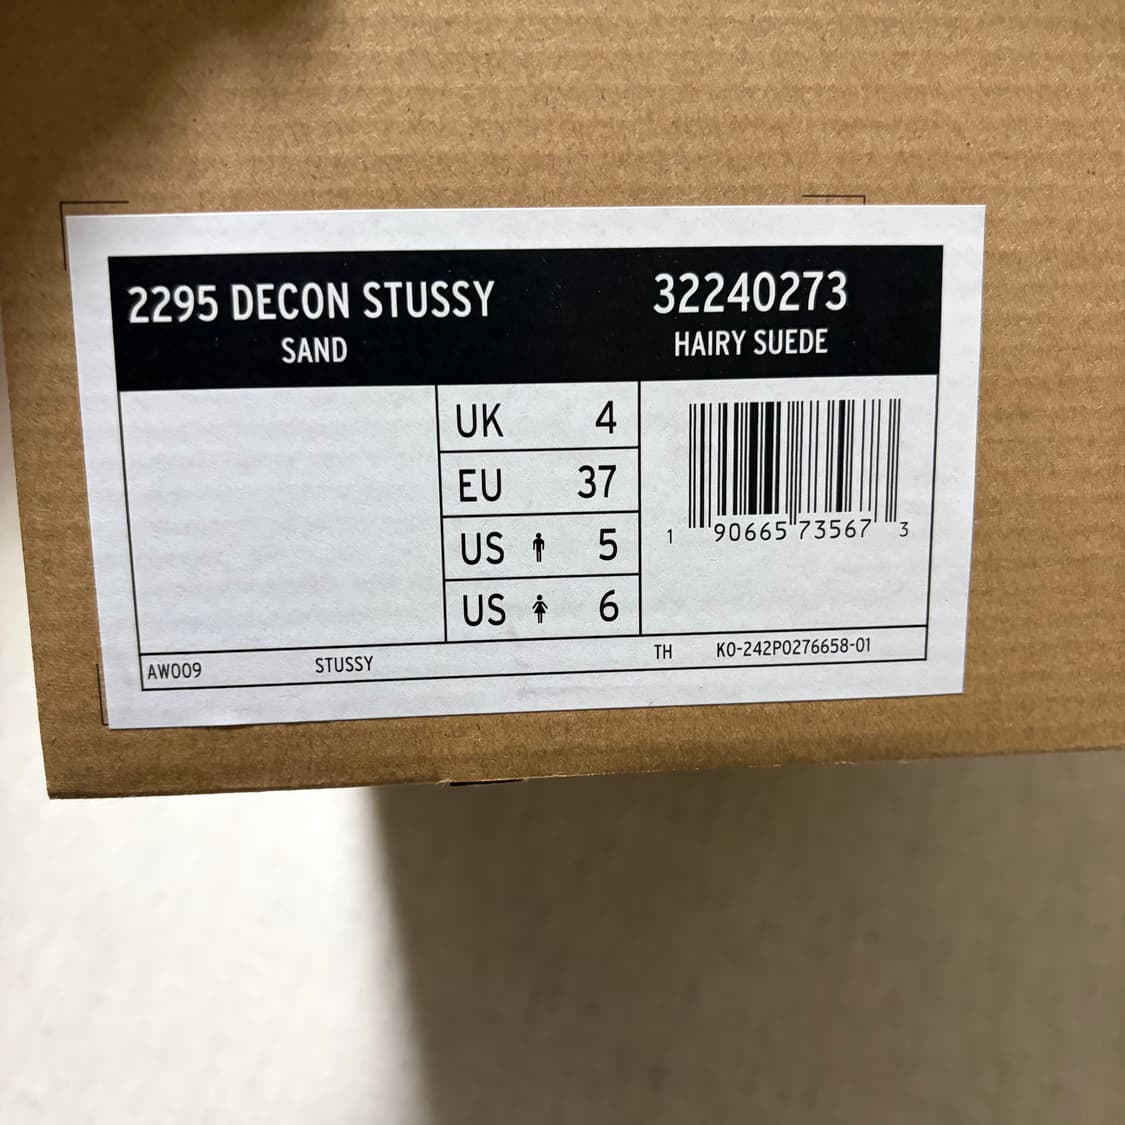 2295 DECON STUSSY 32240273
SAND HAIRY SUEDE
UK 4
EU 37
US 5
US 6
1 90665 73567 3
AW009 STUSSY TH K0-242P0276658-01